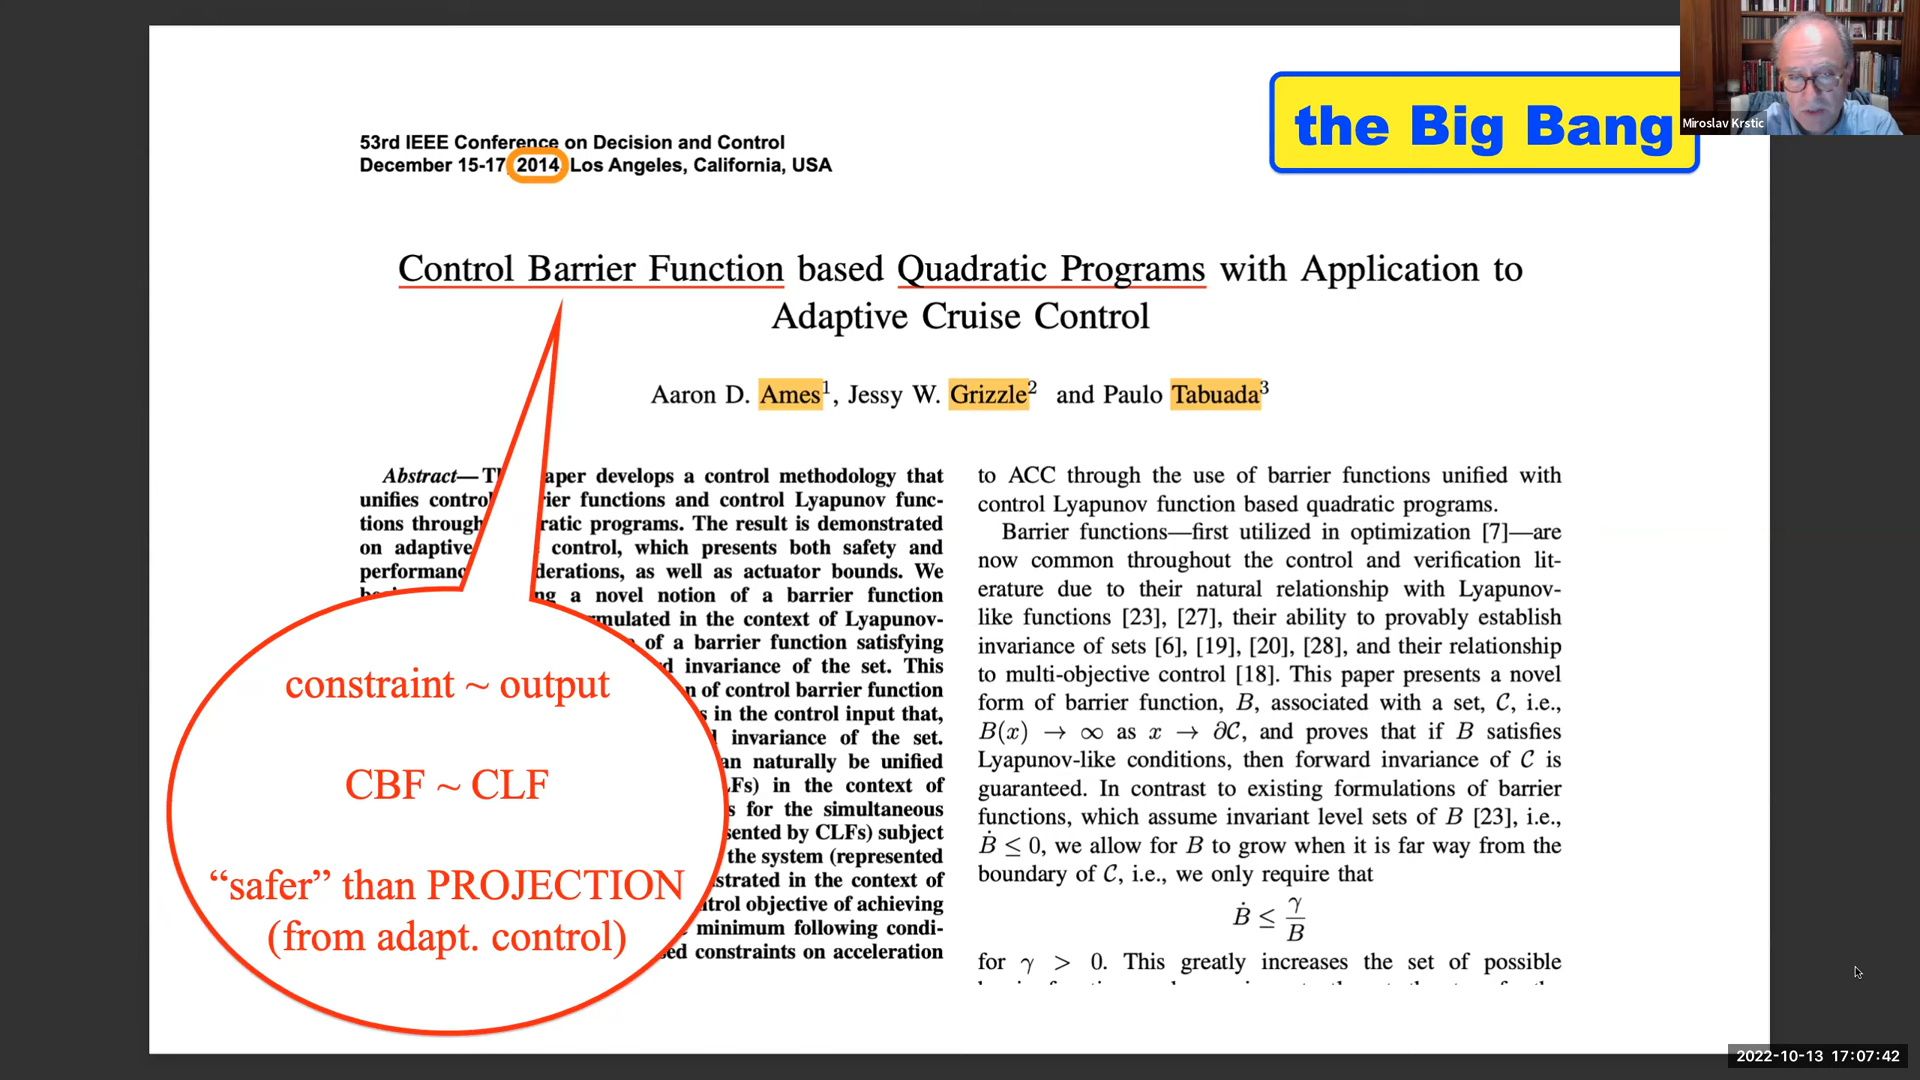 the Big Bang
Miroslav Krstic
53rd IEEE Conference on Decision and Control
December 15-17, 2014. Los Angeles, California, USA
Control Barrier Function based Quadratic Programs with Application to
Adaptive Cruise Control
Aaron D. Ames¹, Jessy W. Grizzle² and Paulo Tabuada³
Abstract— paper develops a control methodology that
unifies control functions and control Lyapunov func-
tions through programs. The result is demonstrated
on adaptive control, which presents both safety and
as well as actuator bounds. We
a novel notion of a barrier function
in the context of Lyapunov-
of a barrier function satisfying
invariance of the set. This
of control barrier function
in the control input that,
invariance of the set.
naturally be unified
in the context of
for the simultaneous
by CLFs) subject
the system (represented
in the context of
objective of achieving
minimum following condi-
constraints on acceleration
constraint ~ output
CBF ~ CLF
“safer” than PROJECTION
(from adapt. control)
to ACC through the use of barrier functions unified with
control Lyapunov function based quadratic programs.
Barrier functions—first utilized in optimization [7]—are
now common throughout the control and verification lit-
erature due to their natural relationship with Lyapunov-
like functions [23], [27], their ability to provably establish
invariance of sets [6], [19], [20], [28], and their relationship
to multi-objective control [18]. This paper presents a novel
form of barrier function, B, associated with a set, 𝒞, i.e.,
B(x) → ∞ as x → ∂𝒞, and proves that if B satisfies
Lyapunov-like conditions, then forward invariance of 𝒞 is
guaranteed. In contrast to existing formulations of barrier
functions, which assume invariant level sets of B [23], i.e.,
Ḃ ≤ 0, we allow for B to grow when it is far way from the
boundary of 𝒞, i.e., we only require that
Ḃ ≤ γ/B
for γ > 0. This greatly increases the set of possible
2022-10-13 17:07:42